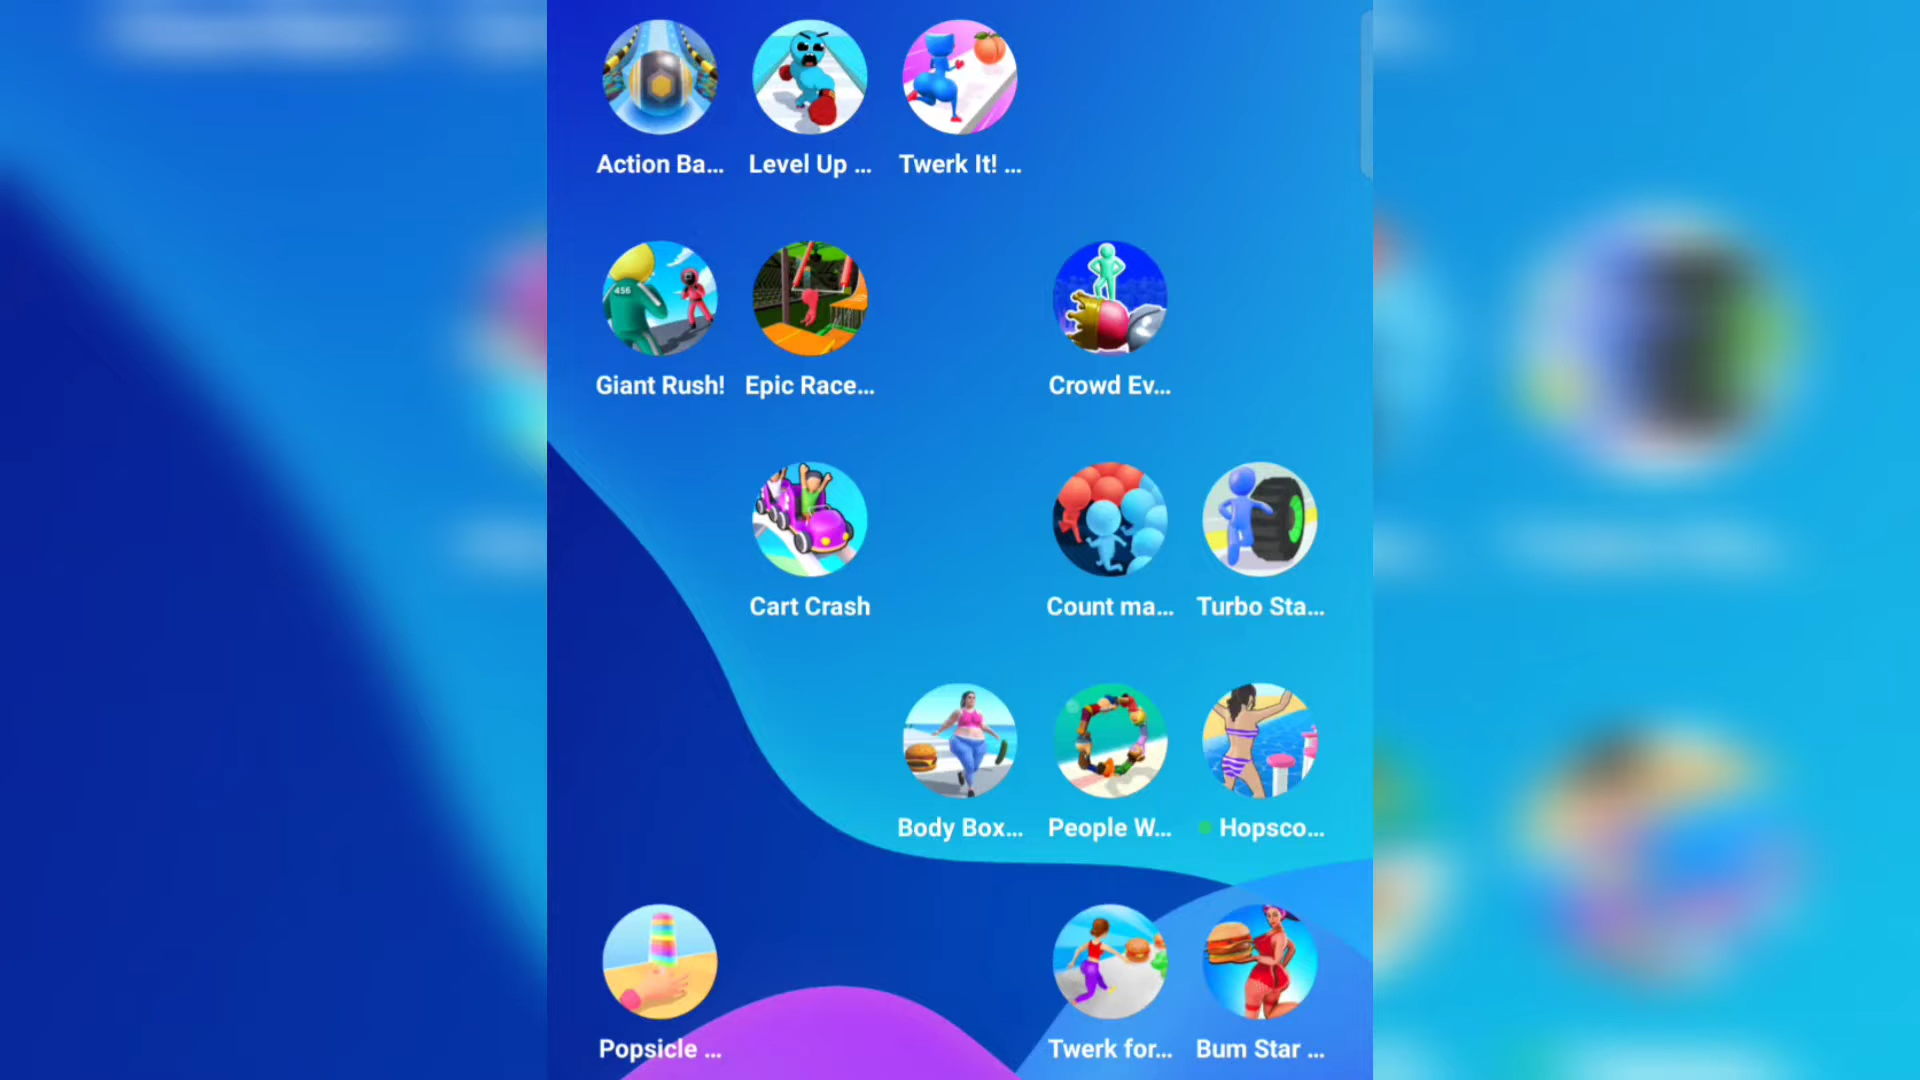 Action Ba...
Level Up ...
Twerk It! ...
456
Giant Rush!
Epic Race...
Crowd Ev...
Cart Crash
Count ma...
Turbo Sta...
Body Box...
People W...
Hopsco...
Popsicle ...
Twerk for...
Bum Star ...